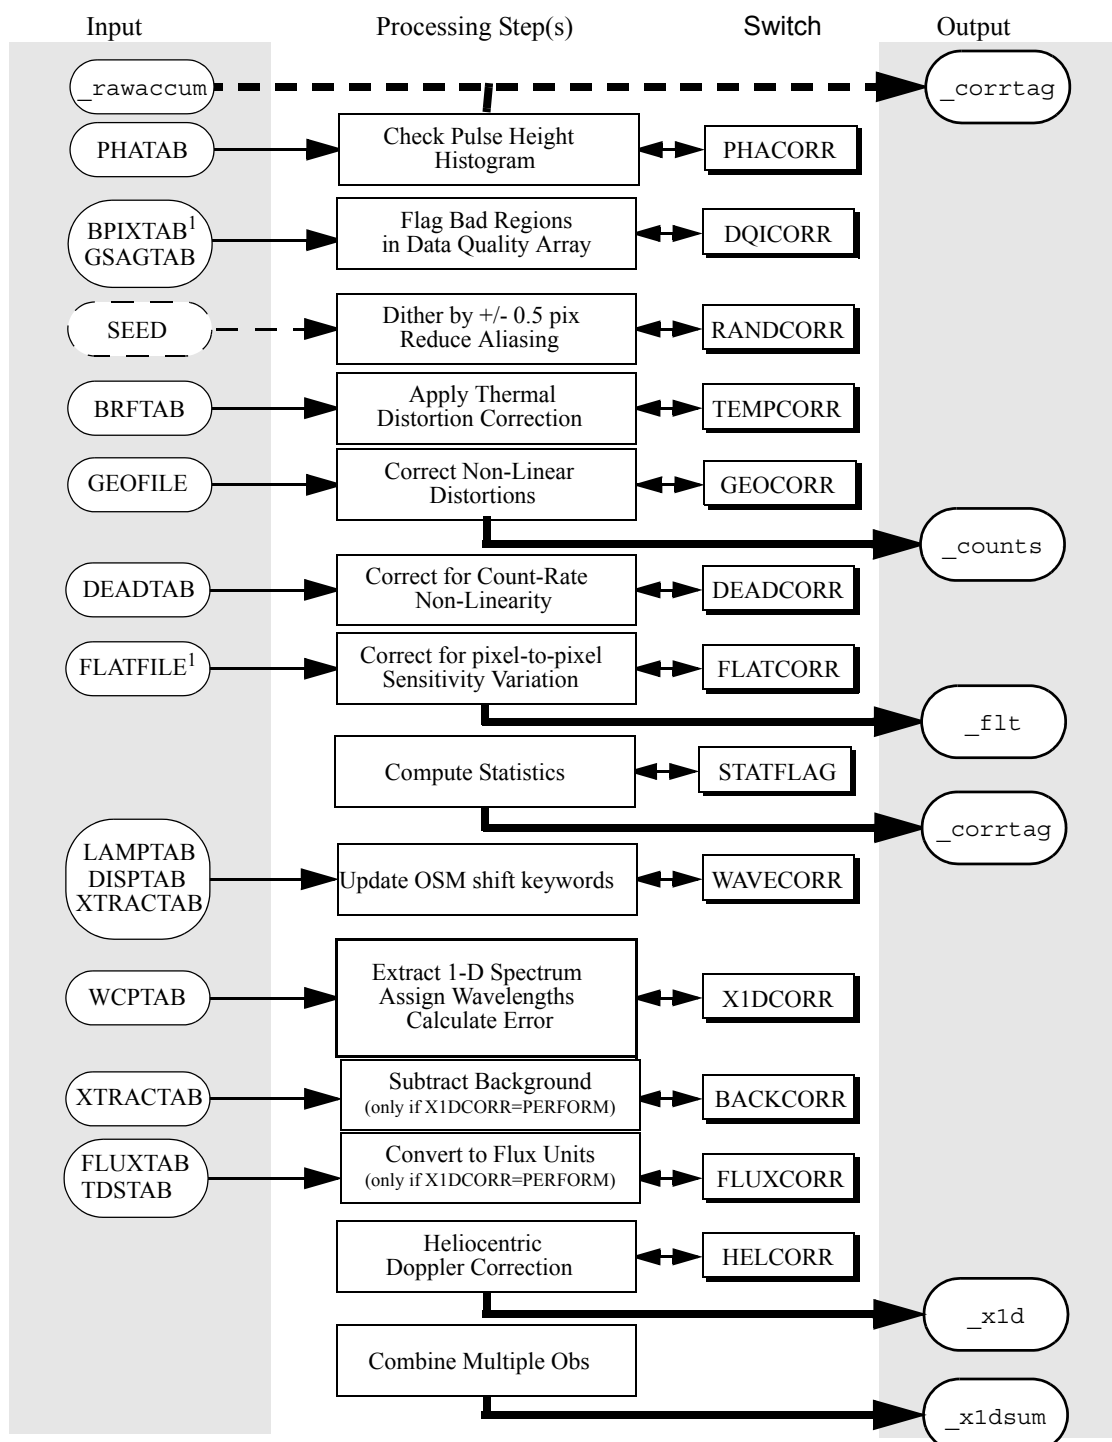 Input Processing Step(s) Switch Output
_rawaccum _corrtag
PHATAB Check Pulse Height Histogram PHACORR
BPIXTAB1
GSAGTAB
Flag Bad Regions
in Data Quality Array
DQICORR
SEED
Dither by +/- 0.5 pix
Reduce Aliasing
RANDCORR
BRFTAB
Apply Thermal
Distortion Correction
TEMPCORR
GEOFILE
Correct Non-Linear
Distortions
GEOCORR
_counts
DEADTAB
Correct for Count-Rate
Non-Linearity
DEADCORR
FLATFILE1
Correct for pixel-to-pixel
Sensitivity Variation
FLATCORR
_flt
Compute Statistics
STATFLAG
_corrtag
LAMPTAB
DISPTAB
XTRACTAB
Update OSM shift keywords
WAVECORR
WCPTAB
Extract 1-D Spectrum
Assign Wavelengths
Calculate Error
X1DCORR
XTRACTAB
Subtract Background
(only if X1DCORR=PERFORM)
BACKCORR
FLUXTAB
TDSTAB
Convert to Flux Units
(only if X1DCORR=PERFORM)
FLUXCORR
Heliocentric
Doppler Correction
HELCORR
_x1d
Combine Multiple Obs
_x1dsum